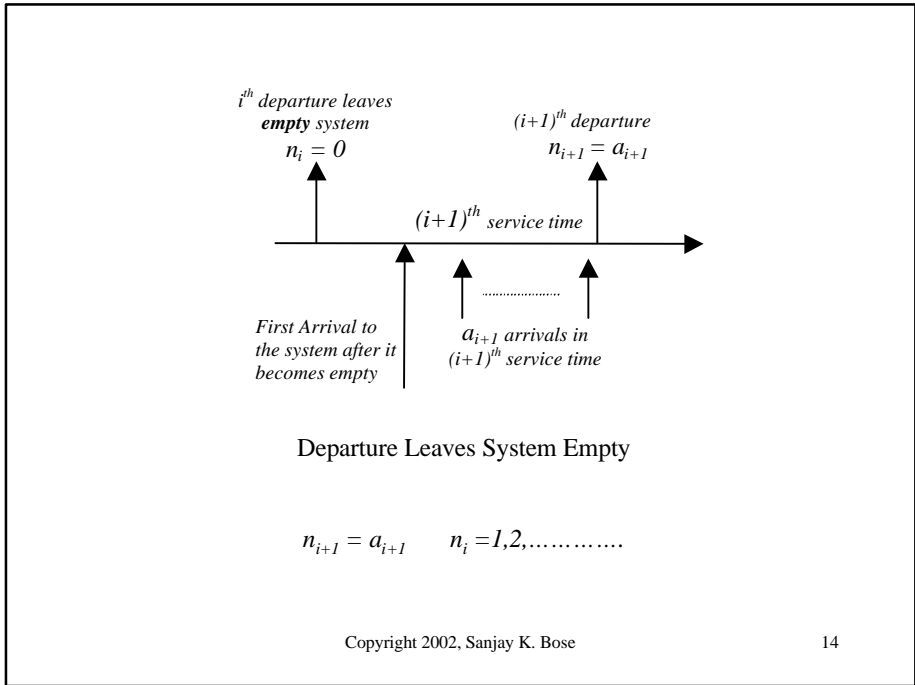 i^th departure leaves
empty system
n_i = 0
(i+1)^th departure
n_{i+1} = a_{i+1}
(i+1)^th service time
First Arrival to
the system after it
becomes empty
a_{i+1} arrivals in
(i+1)^th service time
Departure Leaves System Empty
n_{i+1} = a_{i+1} n_i =1,2,………….
Copyright 2002, Sanjay K. Bose 14